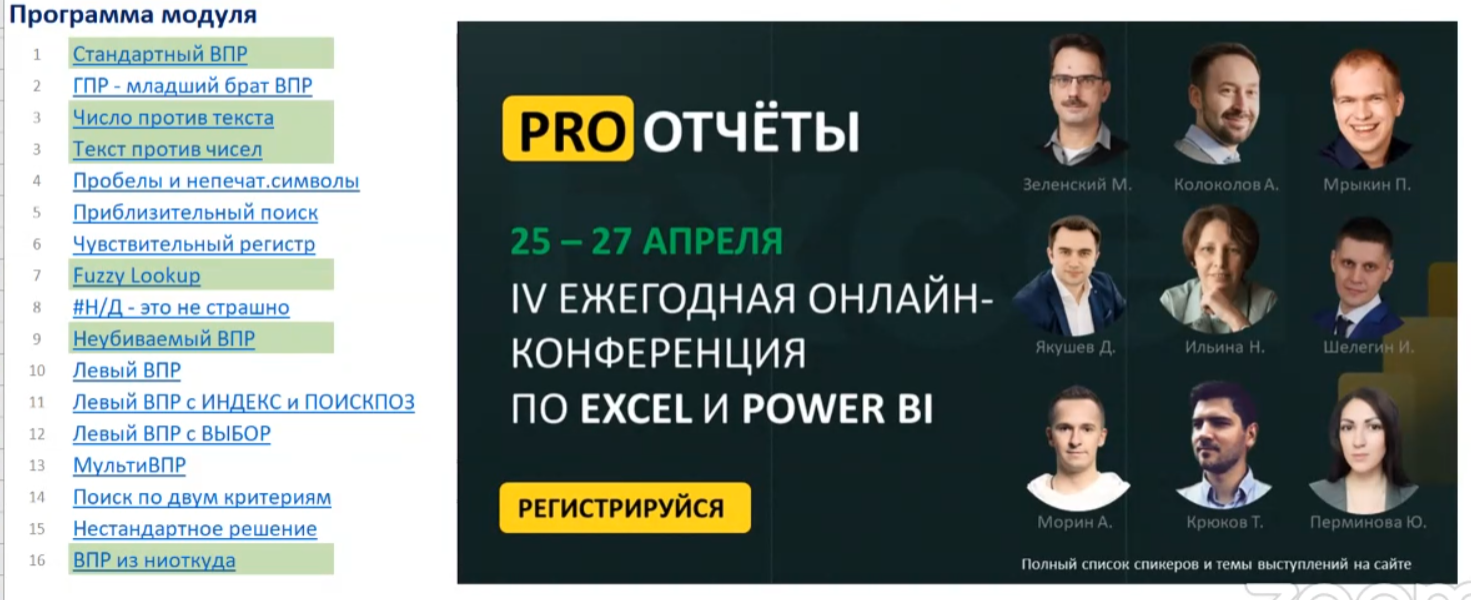 Программа модуля
1 Стандартный ВПР
2 ГПР - младший брат ВПР
3 Число против текста
3 Текст против чисел
4 Пробелы и непечат.символы
5 Приблизительный поиск
6 Чувствительный регистр
7 Fuzzy Lookup
8 #Н/Д - это не страшно
9 Неубиваемый ВПР
10 Левый ВПР
11 Левый ВПР с ИНДЕКС и ПОИСКПОЗ
12 Левый ВПР с ВЫБОР
13 МультиВПР
14 Поиск по двум критериям
15 Нестандартное решение
16 ВПР из ниоткуда
PRO ОТЧЁТЫ
25 – 27 АПРЕЛЯ
IV ЕЖЕГОДНАЯ ОНЛАЙН-
КОНФЕРЕНЦИЯ
ПО EXCEL И POWER BI
РЕГИСТРИРУЙСЯ
Зеленский М. Колоколов А. Мрыкин П.
Якушев Д. Ильина Н. Шелегин И.
Морин А. Крюков Т. Перминова Ю.
Полный список спикеров и темы выступлений на сайте
zoom